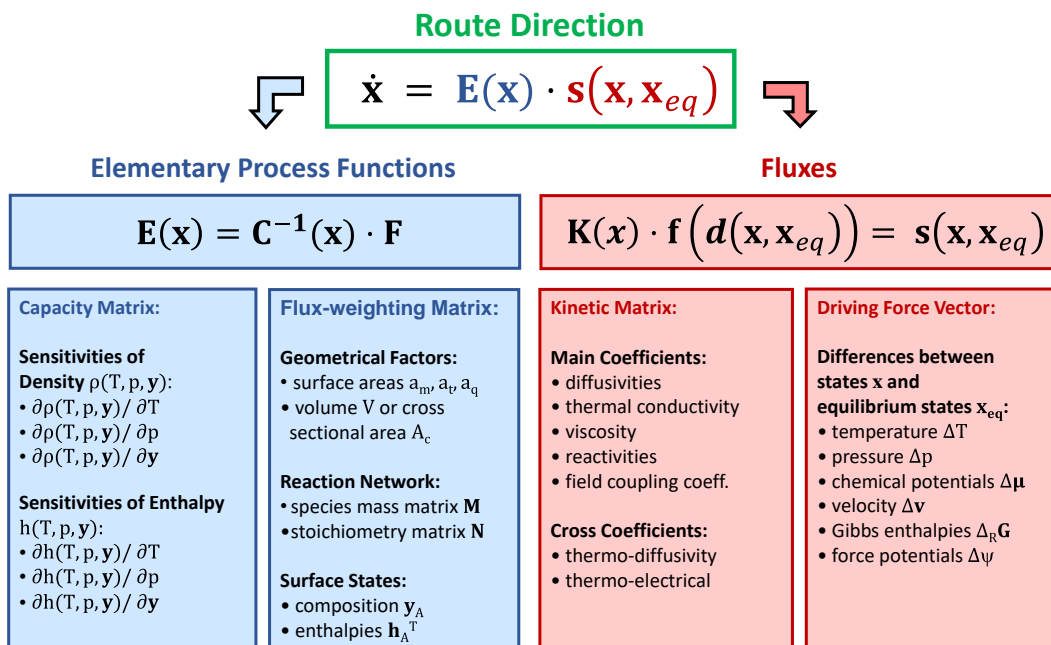 Route Direction
ẋ = E(x) · s(x, x_eq)
Elementary Process Functions
Fluxes
E(x) = C⁻¹(x) · F
K(x) · f(d(x, x_eq)) = s(x, x_eq)
Capacity Matrix:
Sensitivities of
Density ρ(T, p, y):
• ∂ρ(T, p, y)/ ∂T
• ∂ρ(T, p, y)/ ∂p
• ∂ρ(T, p, y)/ ∂y
Sensitivities of Enthalpy
h(T, p, y):
• ∂h(T, p, y)/ ∂T
• ∂h(T, p, y)/ ∂p
• ∂h(T, p, y)/ ∂y
Flux-weighting Matrix:
Geometrical Factors:
• surface areas a_m, a_t, a_q
• volume V or cross
sectional area A_c
Reaction Network:
• species mass matrix M
•stoichiometry matrix N
Surface States:
• composition y_A
• enthalpies h_A^T
Kinetic Matrix:
Main Coefficients:
• diffusivities
• thermal conductivity
• viscosity
• reactivities
• field coupling coeff.
Cross Coefficients:
• thermo-diffusivity
• thermo-electrical
Driving Force Vector:
Differences between
states x and
equilibrium states x_eq:
• temperature ΔT
• pressure Δp
• chemical potentials Δμ
• velocity Δv
• Gibbs enthalpies Δ_R G
• force potentials Δψ